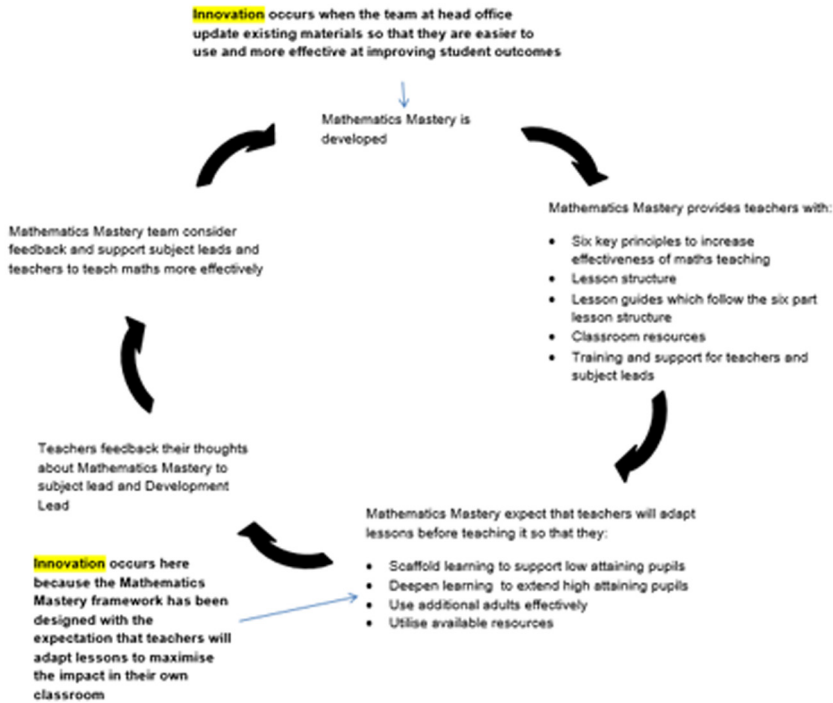 Innovation occurs when the team at head office
update existing materials so that they are easier to
use and more effective at improving student outcomes
Mathematics Mastery is
developed
Mathematics Mastery provides teachers with:
• Six key principles to increase
effectiveness of maths teaching
• Lesson structure
• Lesson guides which follow the six part
lesson structure
• Classroom resources
• Training and support for teachers and
subject leads
Mathematics Mastery expect that teachers will adapt
lessons before teaching it so that they:
• Scaffold learning to support low attaining pupils
• Deepen learning to extend high attaining pupils
• Use additional adults effectively
• Utilise available resources
Innovation occurs here
because the Mathematics
Mastery framework has been
designed with the
expectation that teachers will
adapt lessons to maximise
the impact in their own
classroom
Teachers feedback their thoughts
about Mathematics Mastery to
subject lead and Development
Lead
Mathematics Mastery team consider
feedback and support subject leads and
teachers to teach maths more effectively